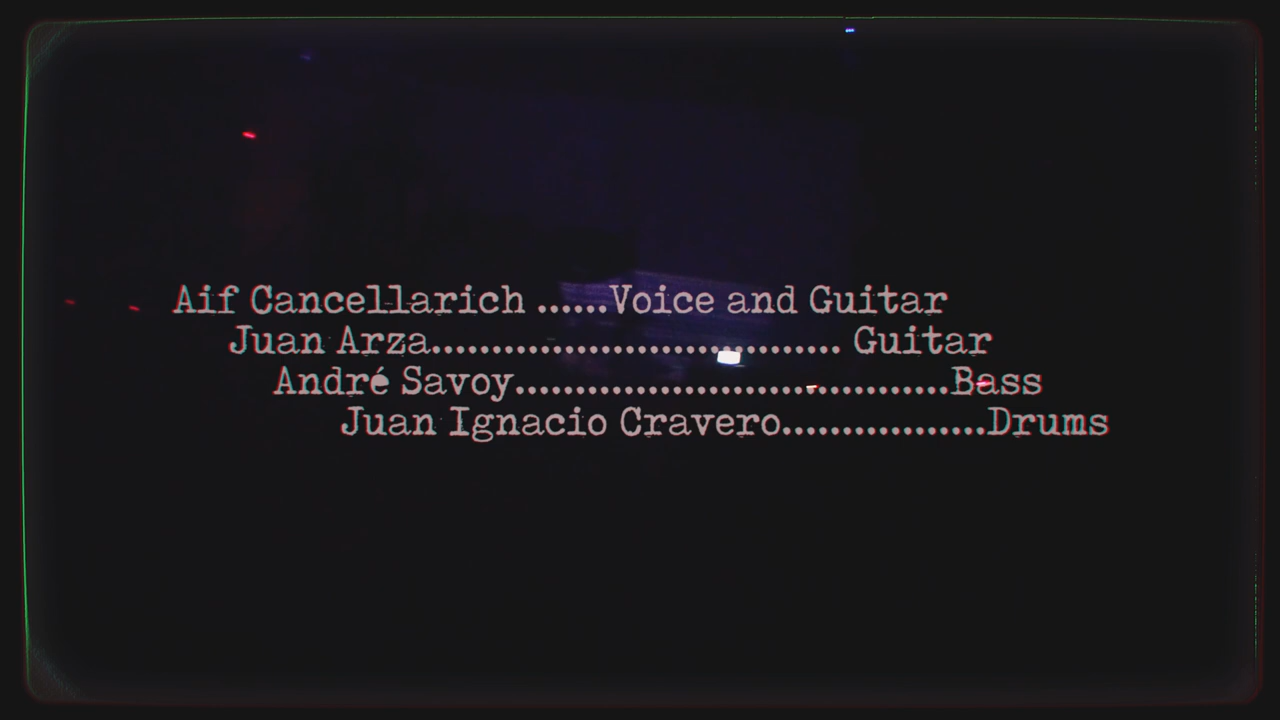 Aif Cancellarich ......Voice and Guitar
Juan Arza.................................. Guitar
André Savoy....................................Bass
Juan Ignacio Cravero.................Drums